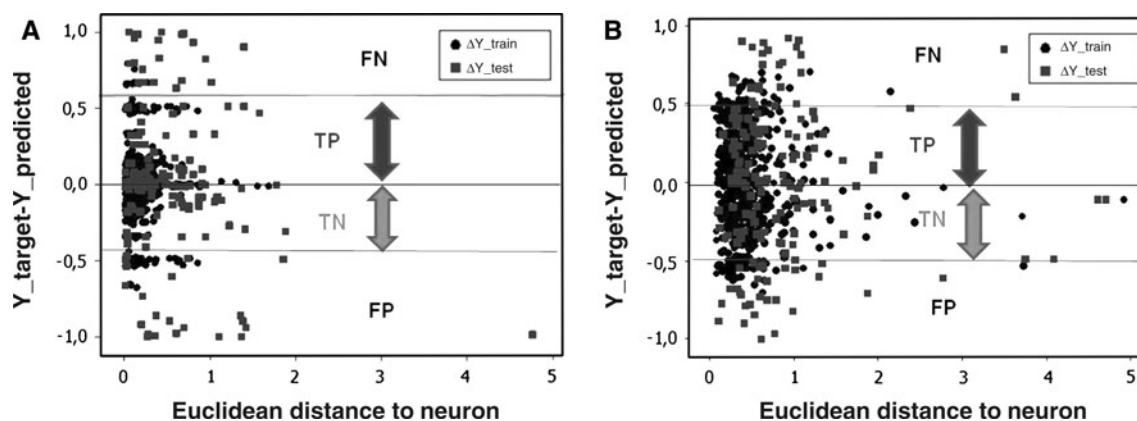 A
Y_target-Y_predicted
1,0
0,5
0,0
-0,5
-1,0
FN
TP
TN
FP
ΔY_train
ΔY_test
0
1
2
3
4
5
Euclidean distance to neuron
B
Y_target-Y_predicted
1,0
0,5
0,0
-0,5
-1,0
FN
TP
TN
FP
ΔY_train
ΔY_test
0
1
2
3
4
5
Euclidean distance to neuron